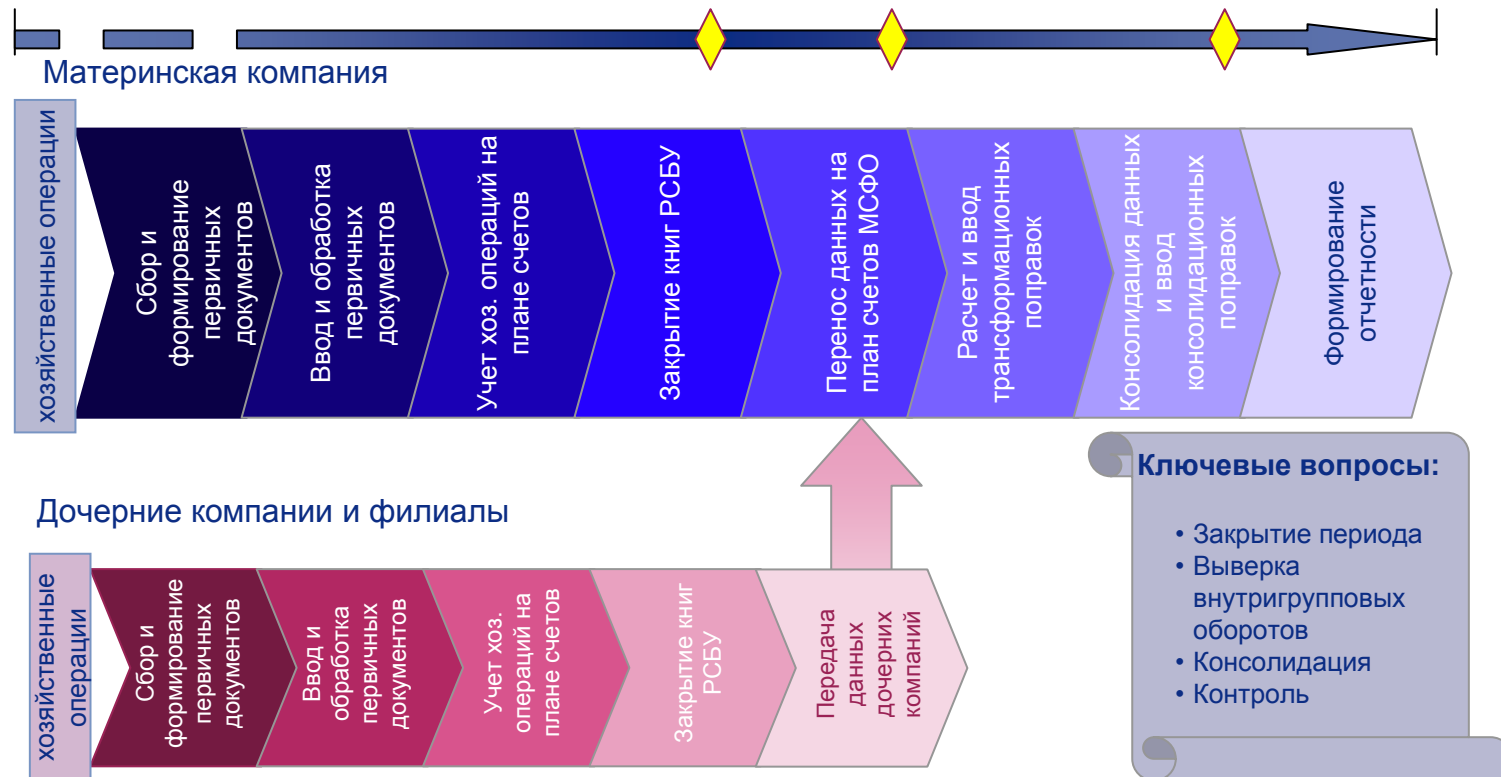 Материнская компания
хозяйственные операции
Сбор и
формирование
первичных
документов
Ввод и обработка
первичных
документов
Учет хоз. операций на
плане счетов
Закрытие книг РСБУ
Перенос данных на
план счетов МСФО
Расчет и ввод
трансформационных
поправок
Консолидация данных
и ввод
консолидационных
поправок
Формирование
отчетности
Дочерние компании и филиалы
хозяйственные
операции
Сбор и
формирование
первичных
документов
Ввод и
обработка
первичных
документов
Учет хоз.
операций на
плане счетов
Закрытие книг
РСБУ
Передача
данных
дочерних
компаний
Ключевые вопросы:
• Закрытие периода
• Выверка
внутригрупповых
оборотов
• Консолидация
• Контроль